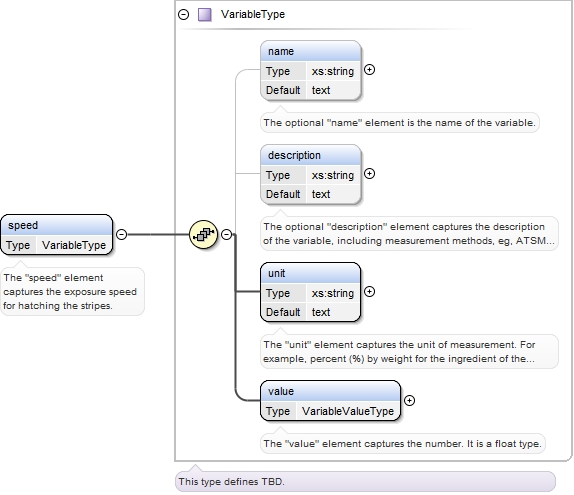 VariableType
name
Type xs:string
Default text
The optional "name" element is the name of the variable.
description
Type xs:string
Default text
The optional "description" element captures the description
of the variable, including measurement methods, eg, ATSM...
speed
Type VariableType
The "speed" element
captures the exposure speed
for hatching the stripes.
unit
Type xs:string
Default text
The "unit" element captures the unit of measurement. For
example, percent (%) by weight for the ingredient of the...
value
Type VariableValueType
The "value" element captures the number. It is a float type.
This type defines TBD.